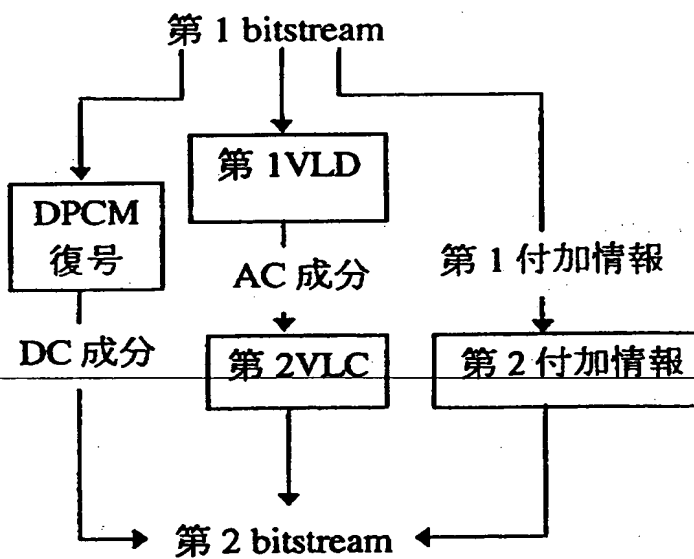 第 1 bitstream
第 1VLD
DPCM
復号
AC 成分
第 1 付加情報
DC 成分
第 2VLC
第 2 付加情報
第 2 bitstream